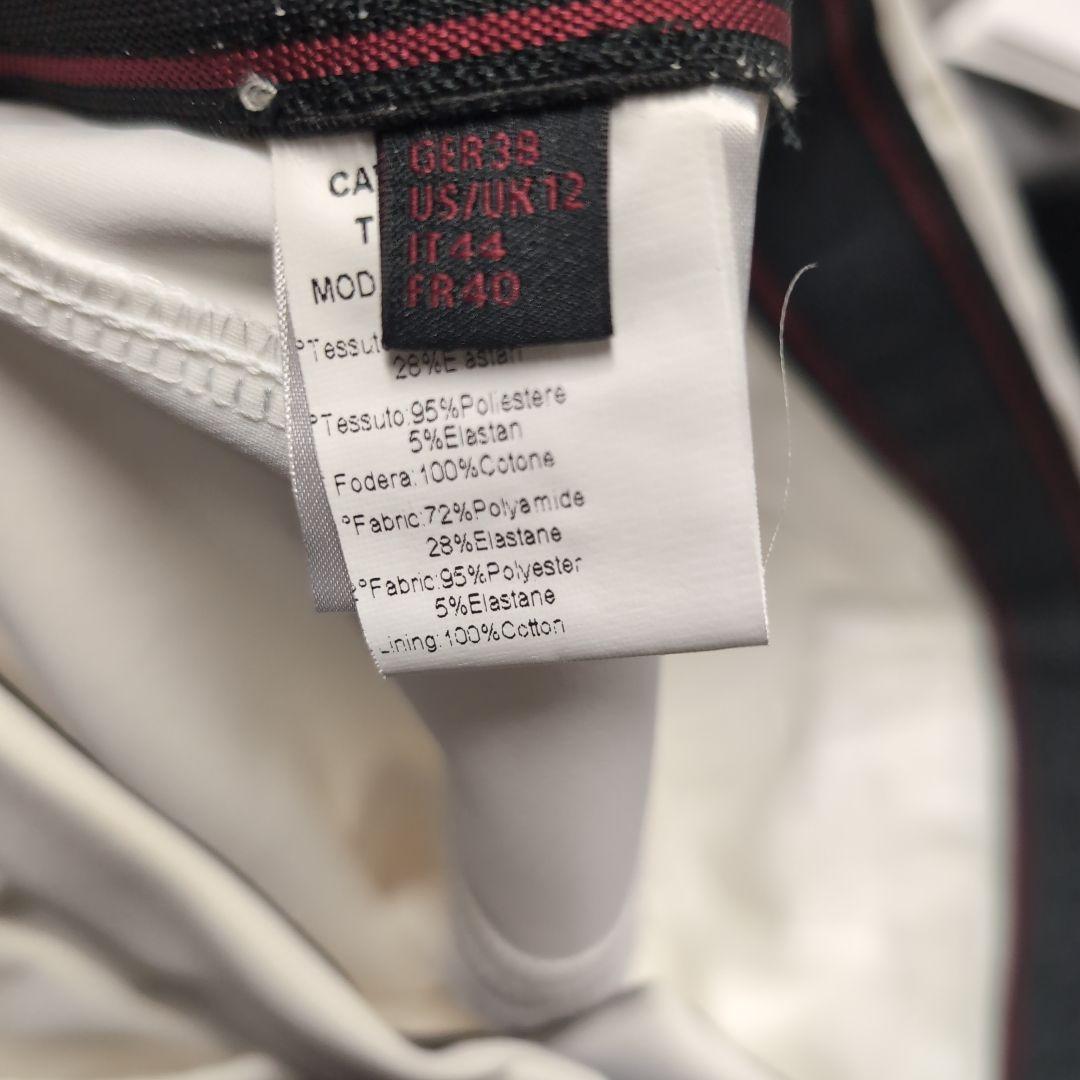 GER38
US/UK12
IT44
FR40
CA
T
MOD
°Tessuto
28%Elastan
°Tessuto:95%Poliestere
5%Elastan
Fodera:100%Cotone
°Fabric:72%Polyamide
28%Elastane
2°Fabric:95%Polyester
5%Elastane
Lining:100%Cotton